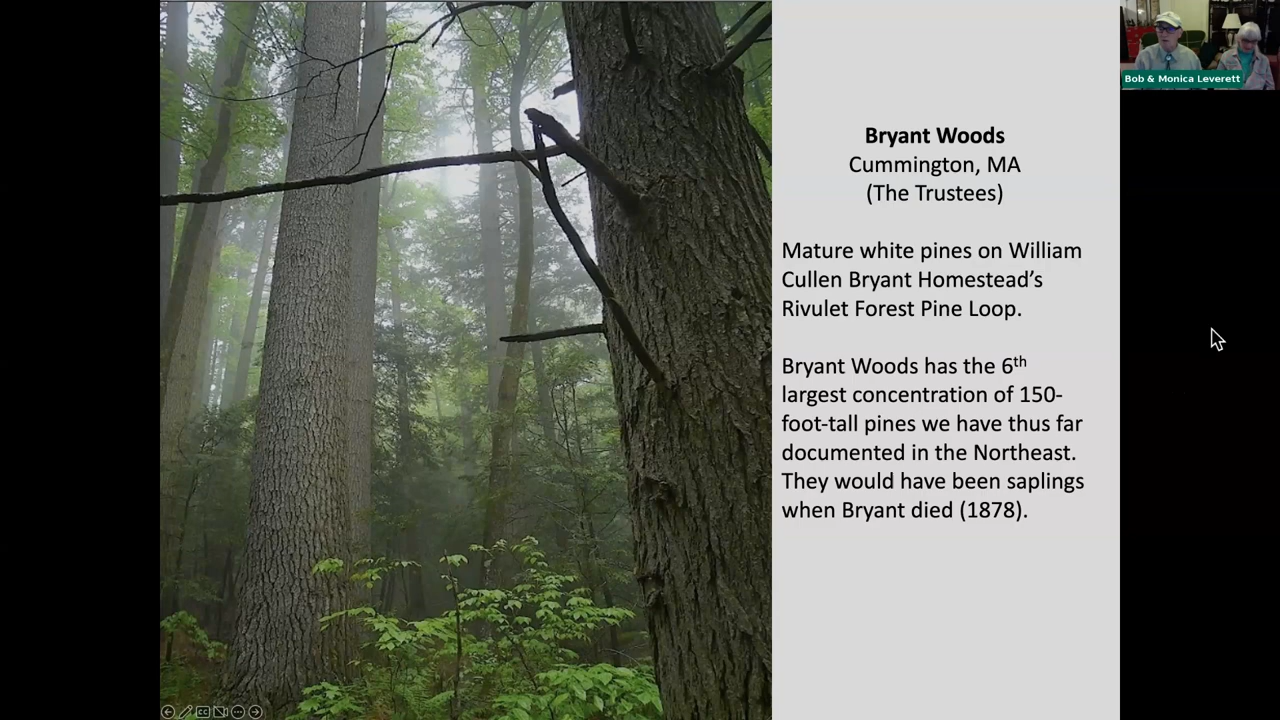 Bob & Monica Leverett
Bryant Woods
Cummington, MA
(The Trustees)
Mature white pines on William
Cullen Bryant Homestead’s
Rivulet Forest Pine Loop.
Bryant Woods has the 6th
largest concentration of 150-
foot-tall pines we have thus far
documented in the Northeast.
They would have been saplings
when Bryant died (1878).
CC